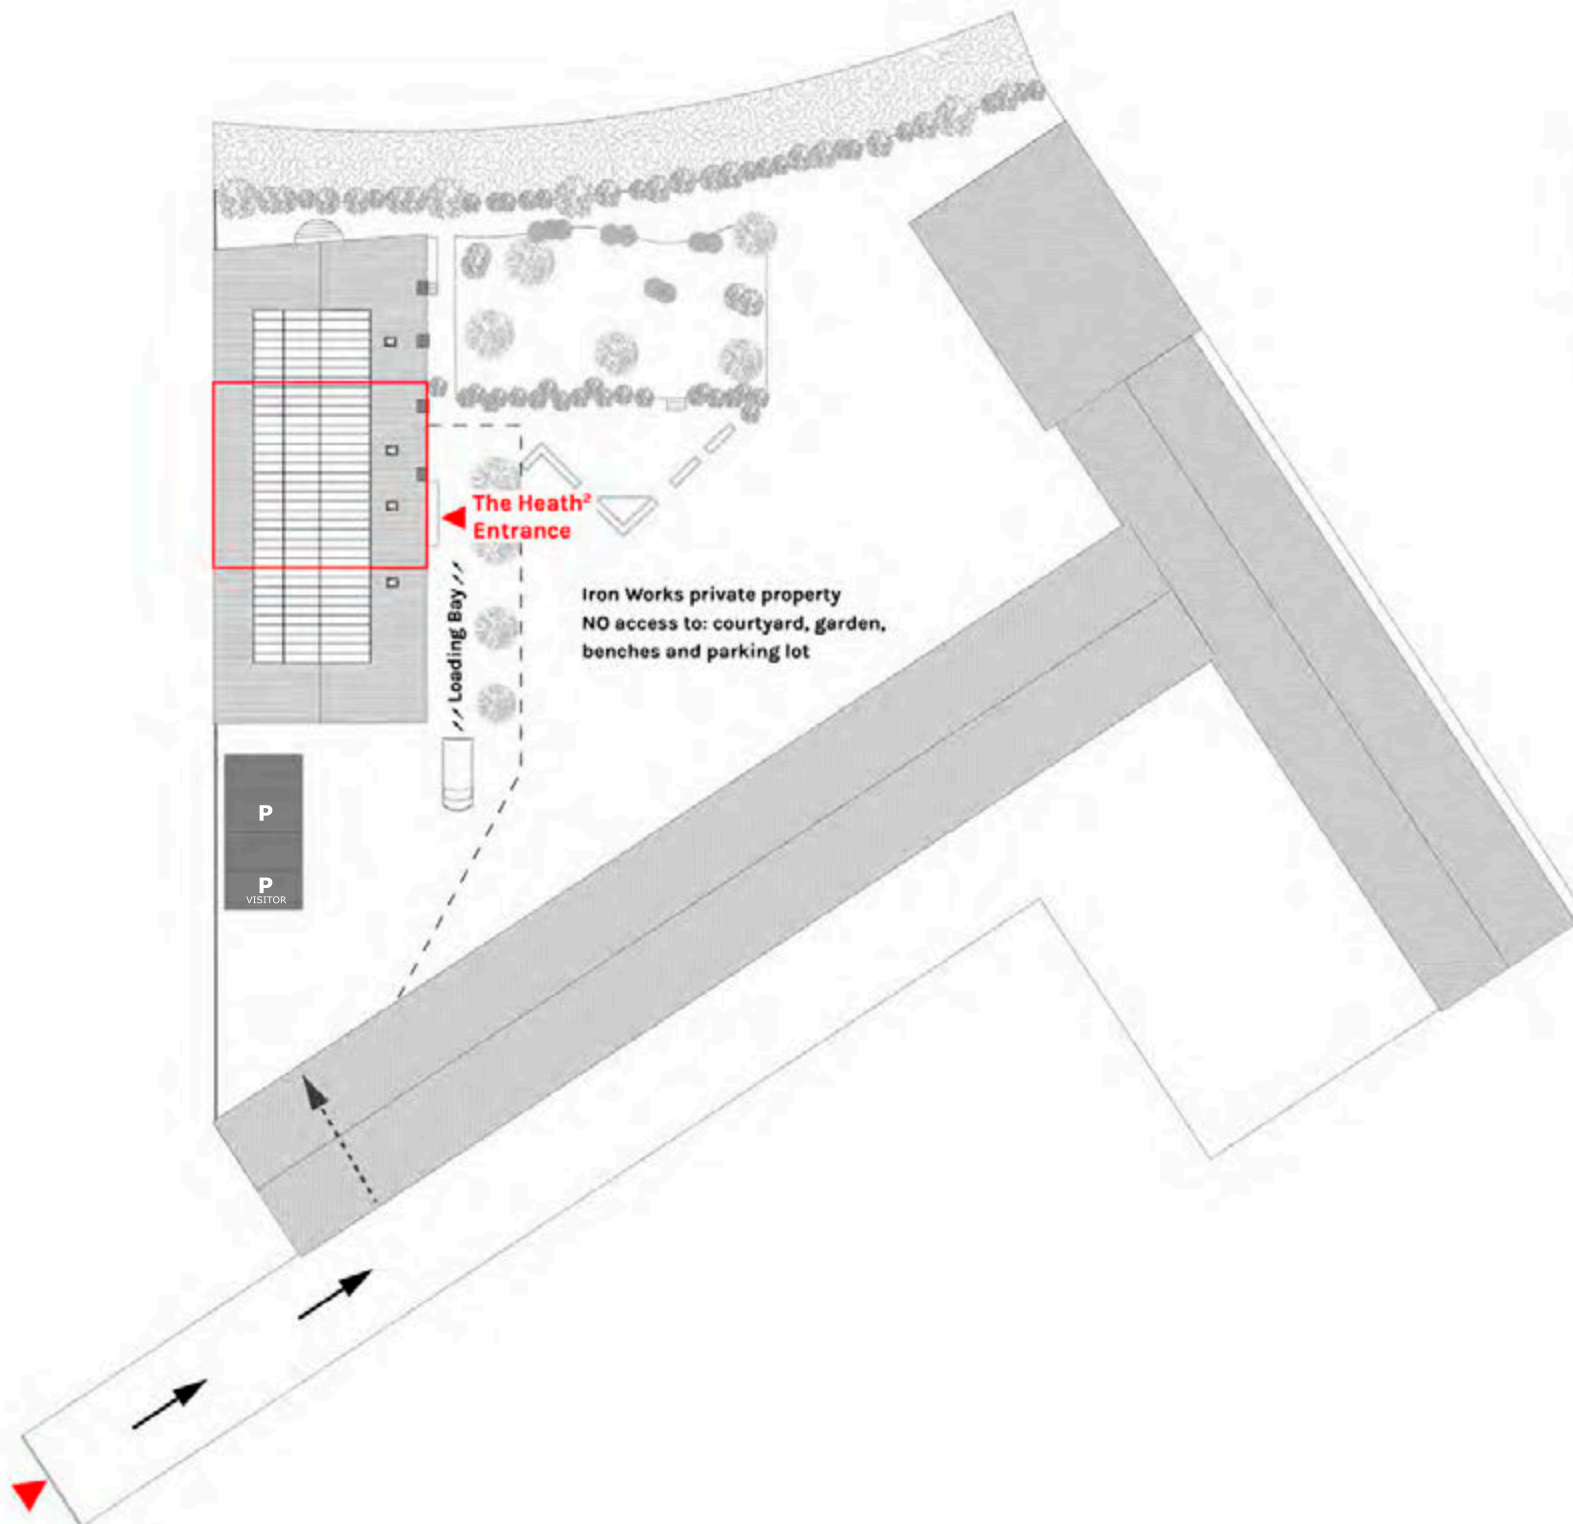 The Heath²
Entrance
Iron Works private property
NO access to: courtyard, garden,
benches and parking lot
Loading Bay
P
P
VISITOR